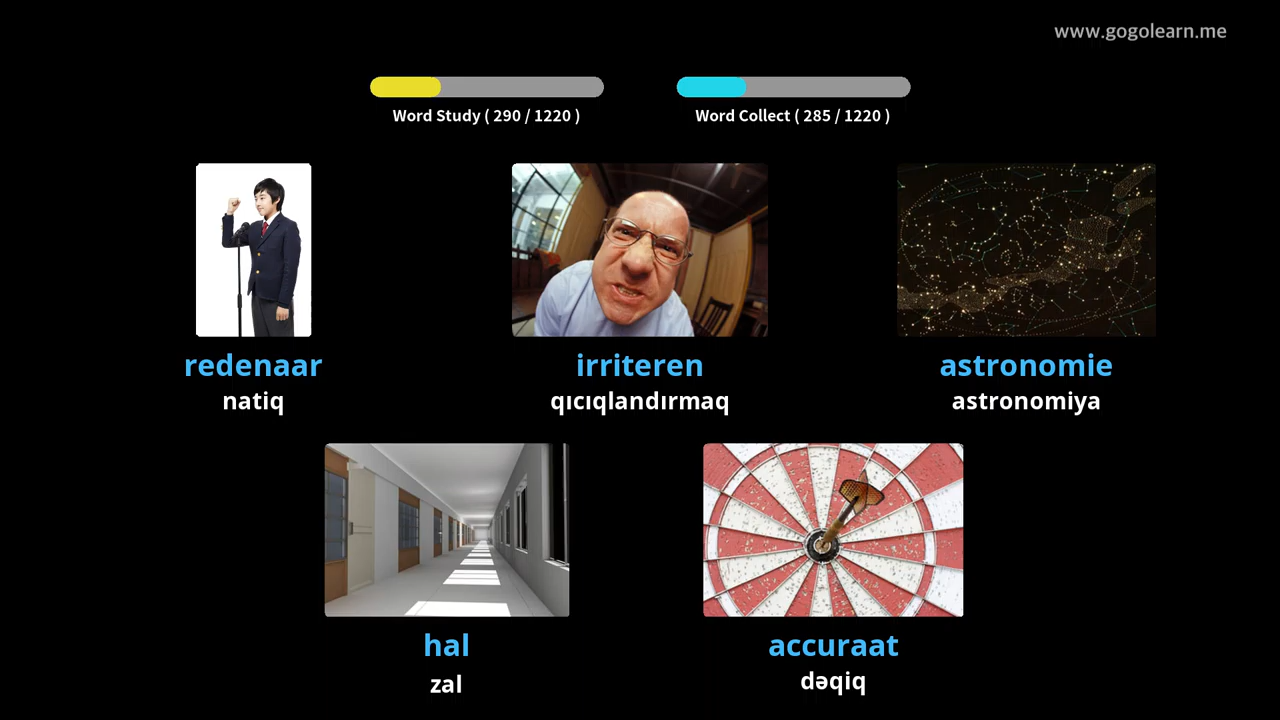 www.gogolearn.me
Word Study ( 290 / 1220 )
Word Collect ( 285 / 1220 )
redenaar
natiq
irriteren
qıcıqlandırmaq
astronomie
astronomiya
hal
zal
accuraat
dəqiq